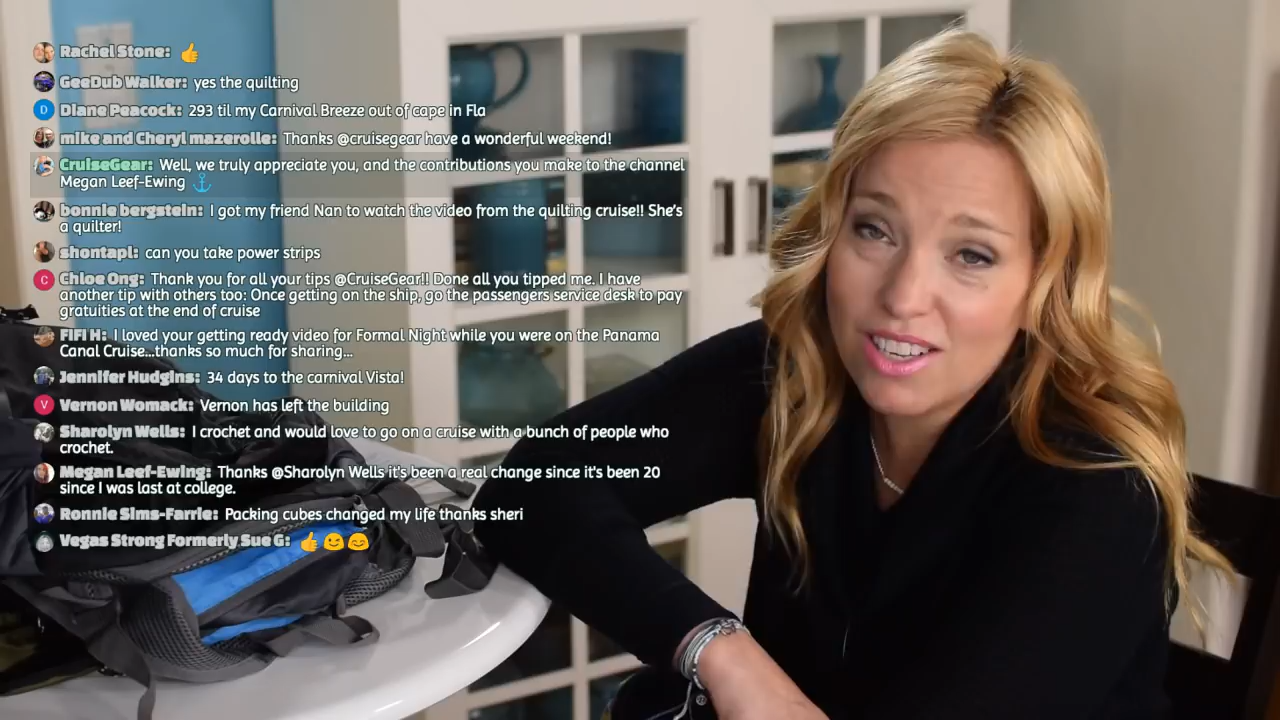 Rachel Stone: 👍
GeeDub Walker: yes the quilting
Diane Peacock: 293 til my Carnival Breeze out of cape in Fla
mike and Cheryl mazerolle: Thanks @cruisegear have a wonderful weekend!
CruiseGear: Well, we truly appreciate you, and the contributions you make to the channel
Megan Leef-Ewing ⚓
bonnie bergstein: I got my friend Nan to watch the video from the quilting cruise!! She's
a quilter!
shontapl: can you take power strips
C Chloe Ong: Thank you for all your tips @CruiseGear!! Done all you tipped me. I have
another tip with others too: Once getting on the ship, go the passengers service desk to pay
gratuities at the end of cruise
FIFI H: I loved your getting ready video for Formal Night while you were on the Panama
Canal Cruise...thanks so much for sharing...
Jennifer Hudgins: 34 days to the carnival Vista!
V Vernon Womack: Vernon has left the building
Sharolyn Wells: I crochet and would love to go on a cruise with a bunch of people who
crochet.
Megan Leef-Ewing: Thanks @Sharolyn Wells it's been a real change since it's been 20
since I was last at college.
Ronnie Sims-Farrie: Packing cubes changed my life thanks sheri
Vegas Strong Formerly Sue G: 👍😉😊